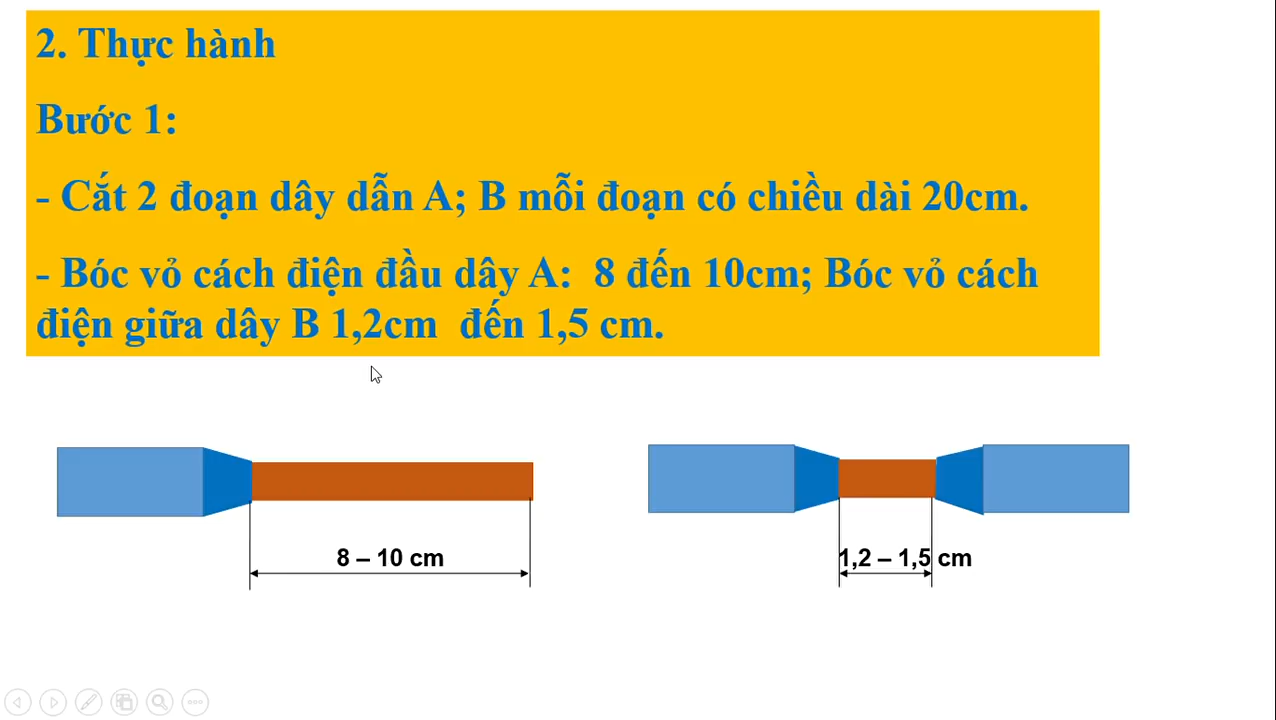 2. Thực hành
Bước 1:
- Cắt 2 đoạn dây dẫn A; B mỗi đoạn có chiều dài 20cm.
- Bóc vỏ cách điện đầu dây A:  8 đến 10cm; Bóc vỏ cách
điện giữa dây B 1,2cm  đến 1,5 cm.
8 – 10 cm
1,2 – 1,5 cm